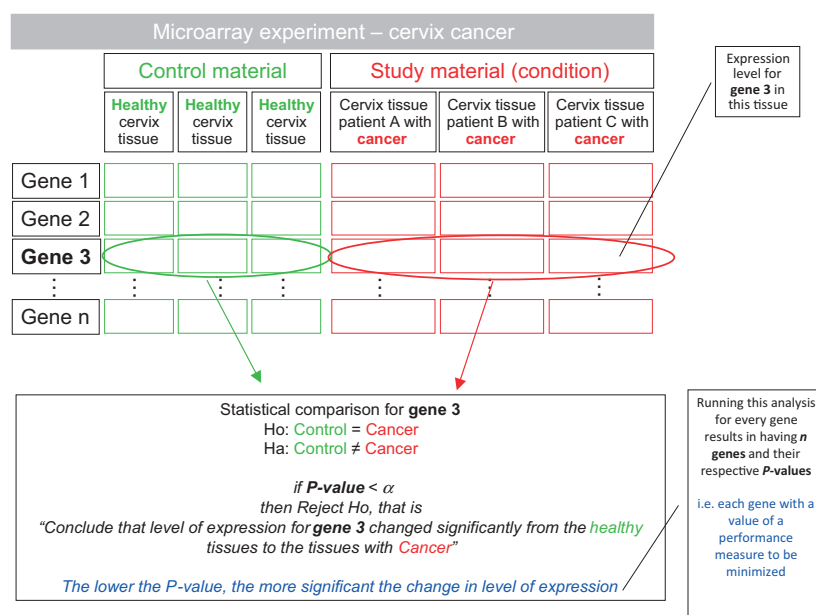 Microarray experiment – cervix cancer
Control material
Study material (condition)
Healthy
cervix
tissue
Healthy
cervix
tissue
Healthy
cervix
tissue
Cervix tissue
patient A with
cancer
Cervix tissue
patient B with
cancer
Cervix tissue
patient C with
cancer
Expression
level for
gene 3 in
this tissue
Gene 1
Gene 2
Gene 3
Gene n
Statistical comparison for gene 3
Ho: Control = Cancer
Ha: Control ≠ Cancer
if P-value < α
then Reject Ho, that is
“Conclude that level of expression for gene 3 changed significantly from the healthy
tissues to the tissues with Cancer”
The lower the P-value, the more significant the change in level of expression
Running this analysis
for every gene
results in having n
genes and their
respective P-values
i.e. each gene with a
value of a
performance
measure to be
minimized